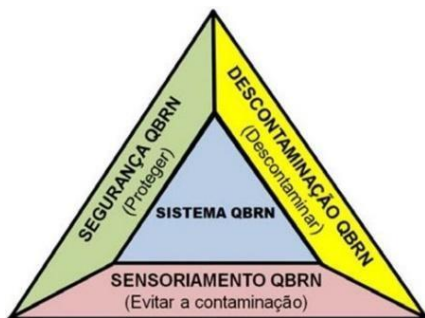 SEGURANÇA QBRN
(Proteger)
DESCONTAMINAÇÃO QBRN
(Descontaminar)
SISTEMA QBRN
SENSORIAMENTO QBRN
(Evitar a contaminação)